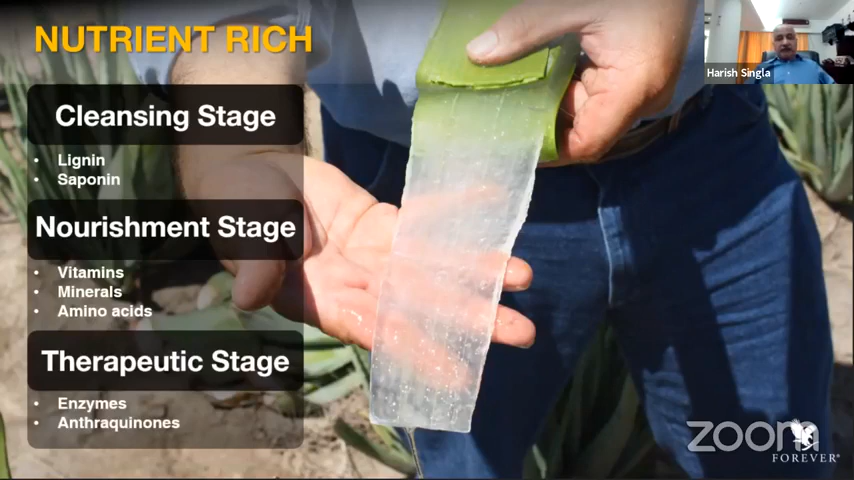 NUTRIENT RICH
Harish Singla
Cleansing Stage
• Lignin
• Saponin
Nourishment Stage
• Vitamins
• Minerals
• Amino acids
Therapeutic Stage
• Enzymes
• Anthraquinones
zoom
FOREVER®